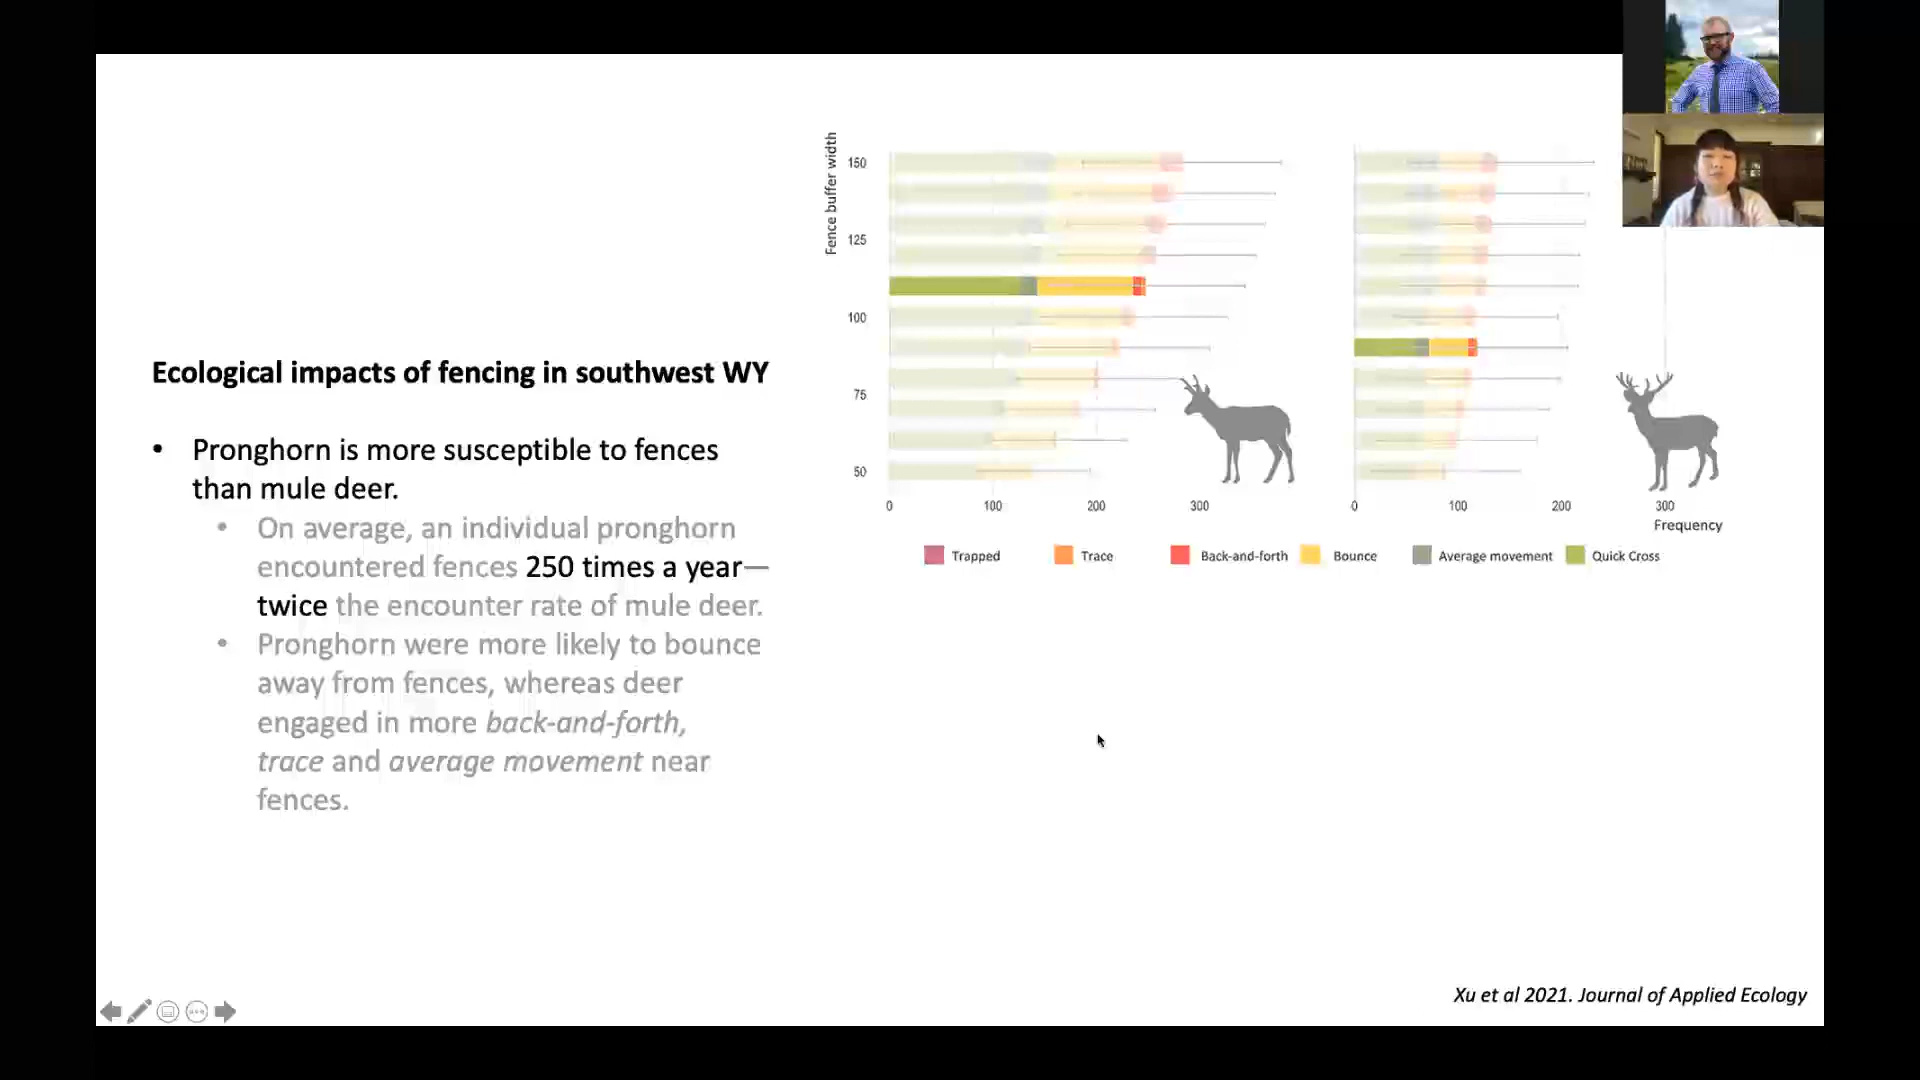 Ecological impacts of fencing in southwest WY
• Pronghorn is more susceptible to fences
than mule deer.
• On average, an individual pronghorn
encountered fences 250 times a year—
twice the encounter rate of mule deer.
• Pronghorn were more likely to bounce
away from fences, whereas deer
engaged in more back-and-forth,
trace and average movement near
fences.
Fence buffer width
150
125
100
75
50
0 100 200 300
0 100 200 300
Frequency
Trapped Trace Back-and-forth Bounce Average movement Quick Cross
Xu et al 2021. Journal of Applied Ecology